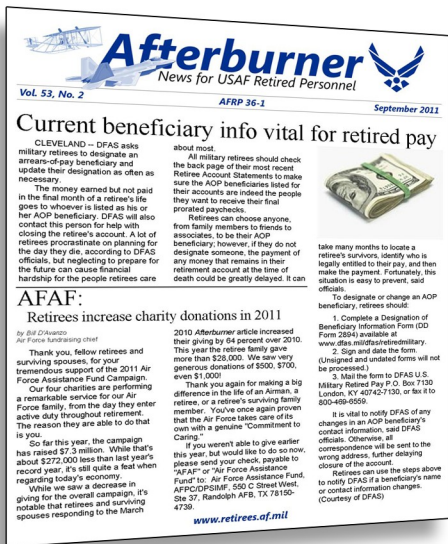 Afterburner
News for USAF Retired Personnel
Vol. 53, No. 2
AFRP 36-1
September 2011
Current beneficiary info vital for retired pay
CLEVELAND -- DFAS asks
military retirees to designate an
arrears-of-pay beneficiary and
update their designation as often as
necessary.
The money earned but not paid
in the final month of a retiree's life
goes to whoever is listed as his or
her AOP beneficiary. DFAS will also
contact this person for help with
closing the retiree's account. A lot of
retirees procrastinate on planning for
the day they die, according to DFAS
officials, but neglecting to prepare for
the future can cause financial
hardship for the people retirees care
about most.
All military retirees should check
the back page of their most recent
Retiree Account Statements to make
sure the AOP beneficiaries listed for
their accounts are indeed the people
they want to receive their final
prorated paychecks.
Retirees can choose anyone,
from family members to friends to
associates, to be their AOP
beneficiary; however, if they do not
designate someone, the payment of
any money that remains in their
retirement account at the time of
death could be greatly delayed. It can
take many months to locate a
retiree's survivors, identify who is
legally entitled to their pay, and then
make the payment. Fortunately, this
situation is easy to prevent, said
officials.
To designate or change an AOP
beneficiary, retirees should:
1. Complete a Designation of
Beneficiary Information Form (DD
Form 2894) available at
www.dfas.mil/dfas/retiredmilitary.
2. Sign and date the form.
(Unsigned and undated forms will not
be processed.)
3. Mail the form to DFAS U.S.
Military Retired Pay P.O. Box 7130
London, KY 40742-7130, or fax it to
800-469-6559.
It is vital to notify DFAS of any
changes in an AOP beneficiary's
contact information, said DFAS
officials. Otherwise, all
correspondence will be sent to the
wrong address, further delaying
closure of the account.
Retirees can use the steps above
to notify DFAS if a beneficiary's name
or contact information changes.
(Courtesy of DFAS)
AFAF:
Retirees increase charity donations in 2011
by Bill D'Avanzo
Air Force fundraising chief
Thank you, fellow retirees and
surviving spouses, for your
tremendous support of the 2011 Air
Force Assistance Fund Campaign.
Our four charities are performing
a remarkable service for our Air
Force family, from the day they enter
active duty throughout retirement.
The reason they are able to do that
is you.
So far this year, the campaign
has raised $7.3 million. While that's
about $272,000 less than last year's
record year, it's still quite a feat when
regarding today's economy.
While we saw a decrease in
giving for the overall campaign, it's
notable that retirees and surviving
spouses responding to the March
2010 Afterburner article increased
their giving by 64 percent over 2010.
This year the retiree family gave
more than $28,000. We saw very
generous donations of $500, $700,
even $1,000!
Thank you again for making a big
difference in the life of an Airman, a
retiree, or a retiree's surviving family
member. You've once again proven
that the Air Force takes care of its
own with a genuine "Commitment to
Caring."
If you weren't able to give earlier
this year, but would like to do so now,
please send your check, payable to
"AFAF" or "Air Force Assistance
Fund" to: Air Force Assistance Fund,
AFPC/DPSIMF, 550 C Street West,
Ste 37, Randolph AFB, TX 78150-
4739.
www.retirees.af.mil